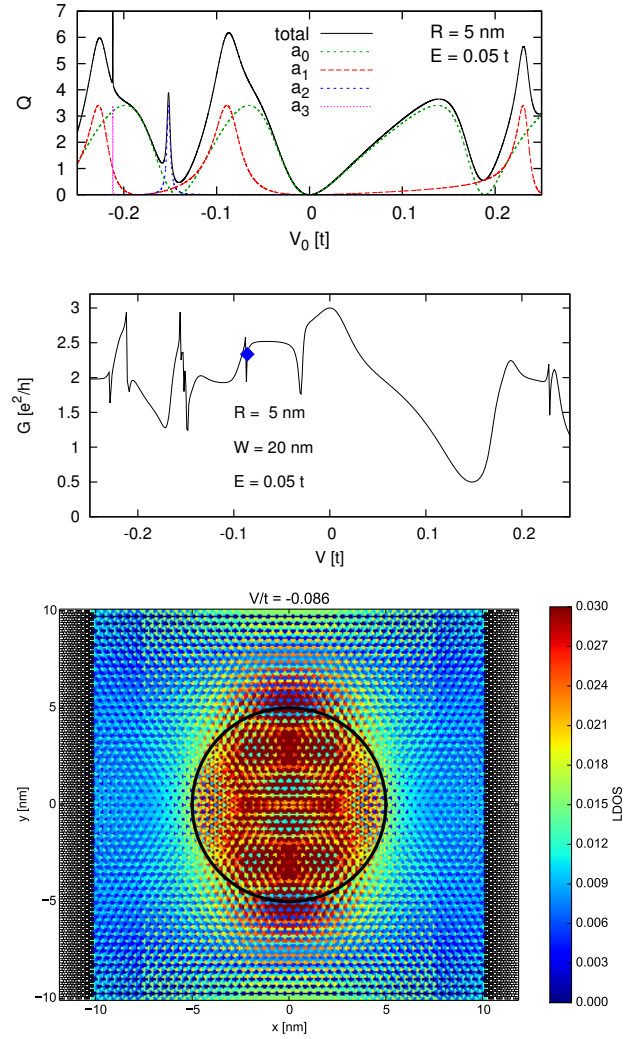 7
6
5
4
3
2
1
0
Q
total
a0
a1
a2
a3
R = 5 nm
E = 0.05 t
-0.2 -0.1 0 0.1 0.2
V0 [t]
3
2.5
2
1.5
1
0.5
0
G [e²/h]
R = 5 nm
W = 20 nm
E = 0.05 t
-0.2 -0.1 0 0.1 0.2
V [t]
V/t = -0.086
10
5
0
−5
−10
y [nm]
−10 −5 0 5 10
x [nm]
0.030
0.027
0.024
0.021
0.018
0.015
0.012
0.009
0.006
0.003
0.000
LDOS